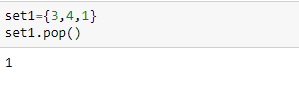 set1={3,4,1}
set1.pop()
1